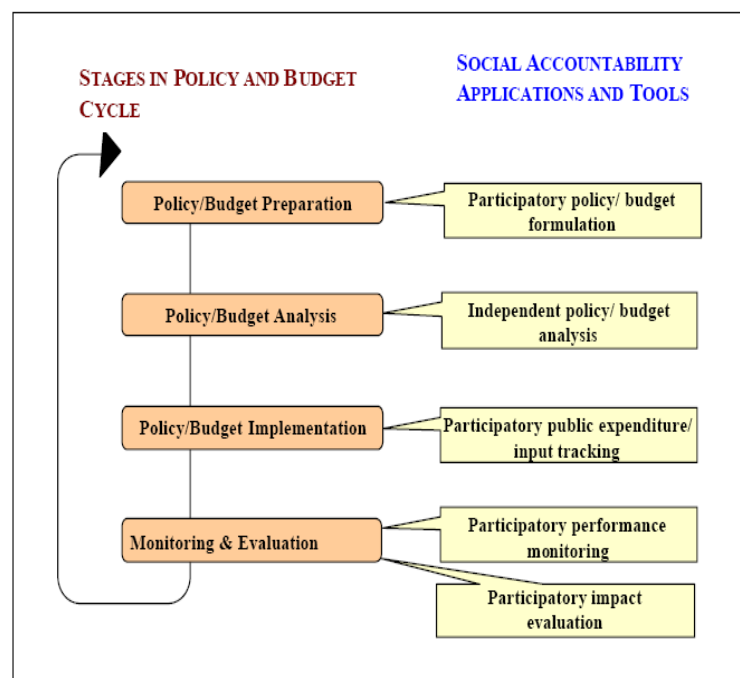 STAGES IN POLICY AND BUDGET
CYCLE
SOCIAL ACCOUNTABILITY
APPLICATIONS AND TOOLS
Policy/Budget Preparation
Participatory policy/ budget
formulation
Policy/Budget Analysis
Independent policy/ budget
analysis
Policy/Budget Implementation
Participatory public expenditure/
input tracking
Monitoring & Evaluation
Participatory performance
monitoring
Participatory impact
evaluation